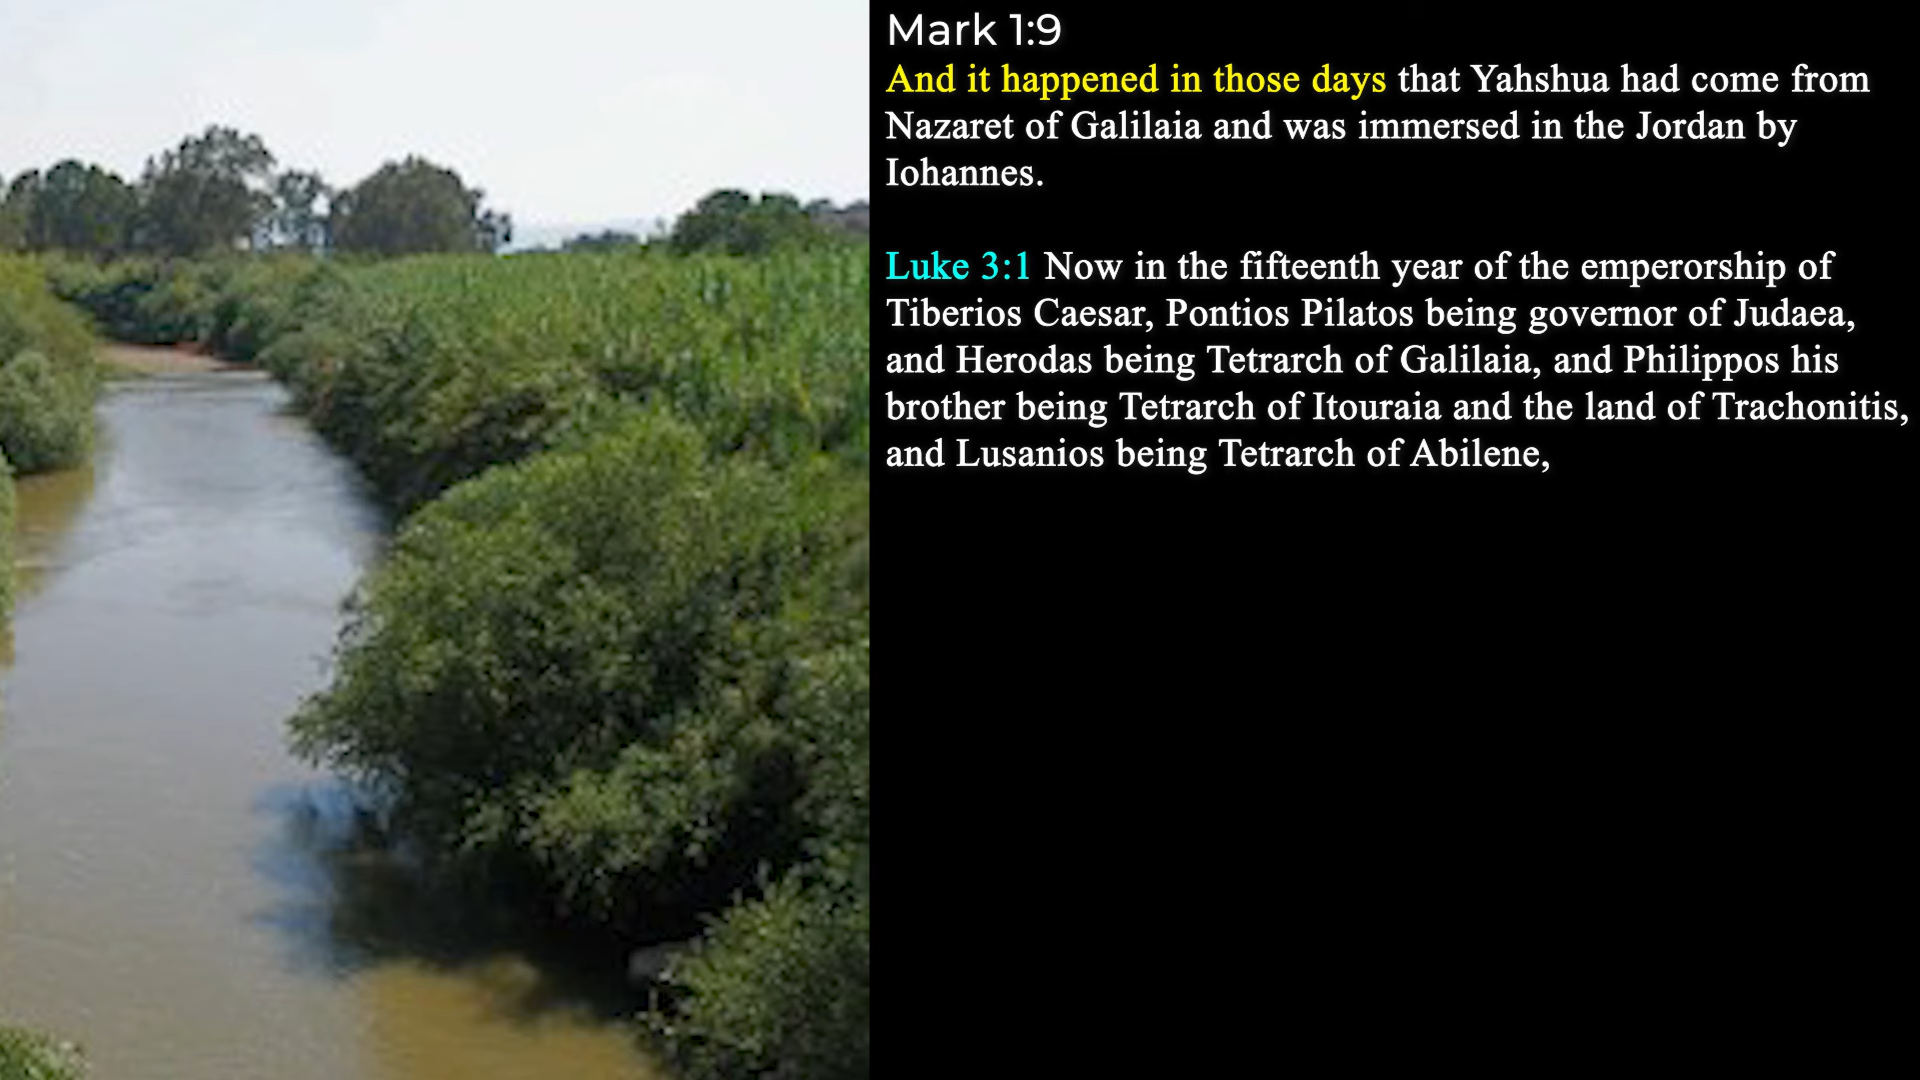 Mark 1:9
And it happened in those days that Yahshua had come from
Nazaret of Galilaia and was immersed in the Jordan by
Iohannes.
Luke 3:1 Now in the fifteenth year of the emperorship of
Tiberios Caesar, Pontios Pilatos being governor of Judaea,
and Herodas being Tetrarch of Galilaia, and Philippos his
brother being Tetrarch of Itouraia and the land of Trachonitis,
and Lusanios being Tetrarch of Abilene,